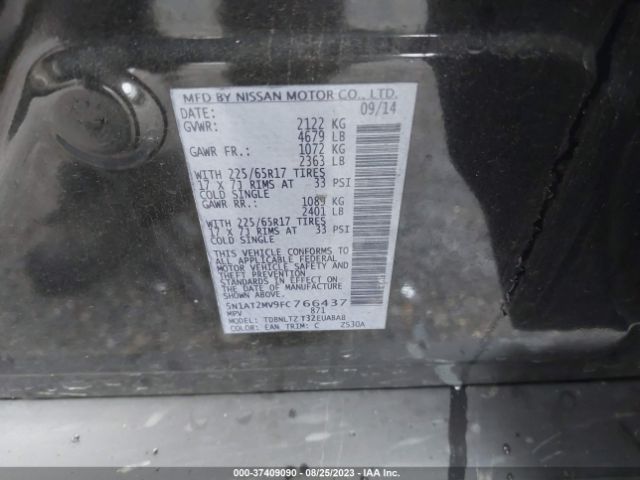 MFD BY NISSAN MOTOR CO., LTD.
DATE: 09/14
GVWR: 2122 KG
4679 LB
GAWR FR.: 1072 KG
2363 LB
WITH 225/65R17 TIRES
17 X 7J RIMS AT 33 PSI
COLD SINGLE
GAWR RR.: 1089 KG
2401 LB
WITH 225/65R17 TIRES
17 X 7J RIMS AT 33 PSI
COLD SINGLE
THIS VEHICLE CONFORMS TO
ALL APPLICABLE FEDERAL
MOTOR VEHICLE SAFETY AND
THEFT PREVENTION
STANDARDS IN EFFECT ON
THE DATE OF MANUFACTURE
SHOWN ABOVE.
5N1AT2MV9FC766437
MPV 871
MODEL: TDBNLTZ T32EUABA8
COLOR: EAN TRIM: C ZS30A
000-37409090 - 08/25/2023 - IAA Inc.